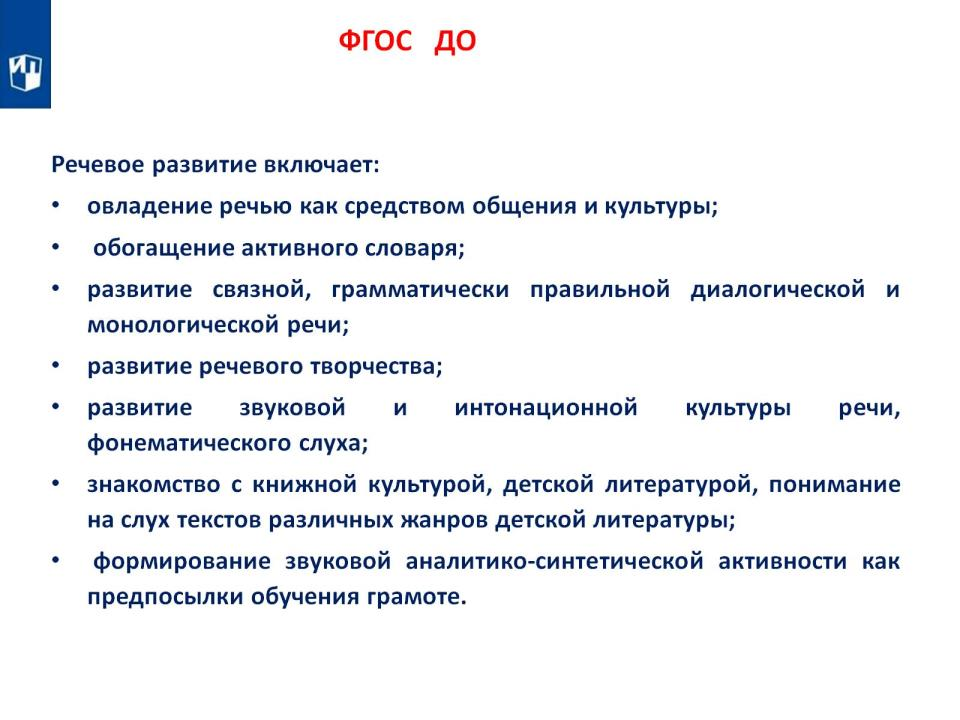 ФГОС ДО
Речевое развитие включает:
• овладение речью как средством общения и культуры;
• обогащение активного словаря;
• развитие связной, грамматически правильной диалогической и
монологической речи;
• развитие речевого творчества;
• развитие звуковой и интонационной культуры речи,
фонематического слуха;
• знакомство с книжной культурой, детской литературой, понимание
на слух текстов различных жанров детской литературы;
• формирование звуковой аналитико-синтетической активности как
предпосылки обучения грамоте.